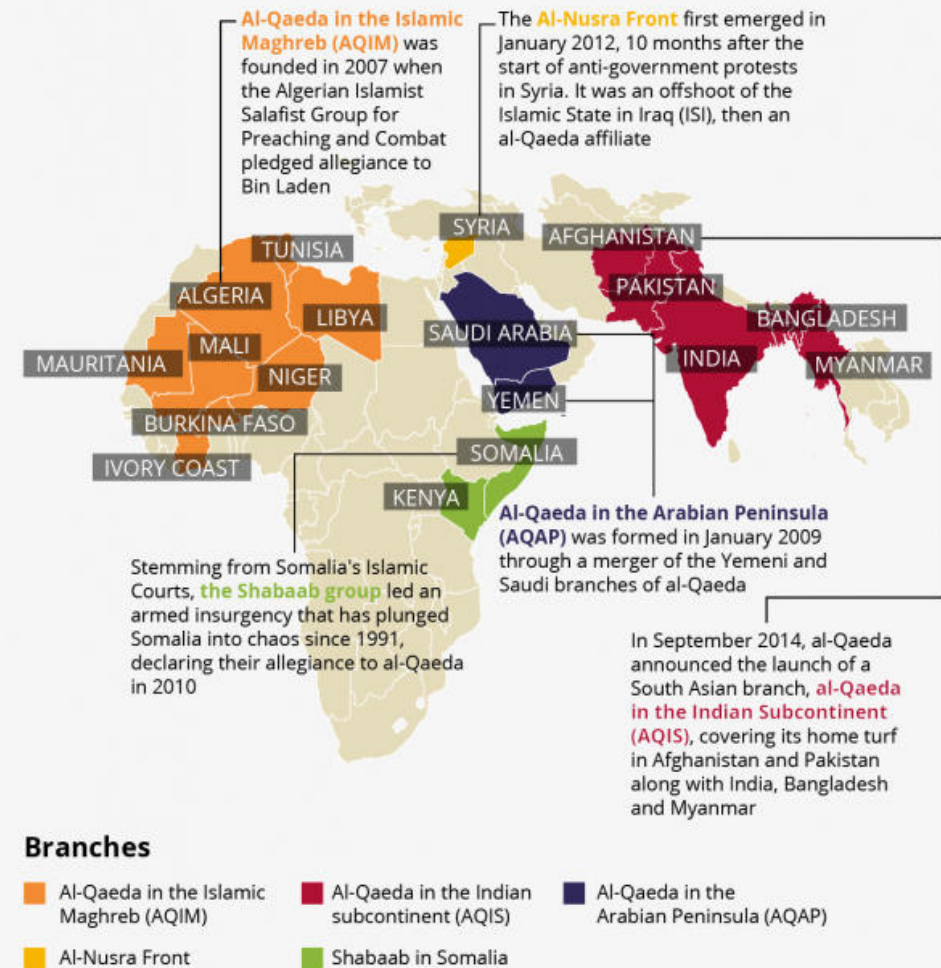 Al-Qaeda in the Islamic
Maghreb (AQIM) was
founded in 2007 when
the Algerian Islamist
Salafist Group for
Preaching and Combat
pledged allegiance to
Bin Laden
The Al-Nusra Front first emerged in
January 2012, 10 months after the
start of anti-government protests
in Syria. It was an offshoot of the
Islamic State in Iraq (ISI), then an
al-Qaeda affiliate
SYRIA
AFGHANISTAN
TUNISIA
PAKISTAN
ALGERIA
LIBYA
BANGLADESH
SAUDI ARABIA
MALI
INDIA
MAURITANIA
MYANMAR
NIGER
YEMEN
BURKINA FASO
SOMALIA
IVORY COAST
KENYA
Al-Qaeda in the Arabian Peninsula
(AQAP) was formed in January 2009
through a merger of the Yemeni and
Saudi branches of al-Qaeda
Stemming from Somalia's Islamic
Courts, the Shabaab group led an
armed insurgency that has plunged
Somalia into chaos since 1991,
declaring their allegiance to al-Qaeda
in 2010
In September 2014, al-Qaeda
announced the launch of a
South Asian branch, al-Qaeda
in the Indian Subcontinent
(AQIS), covering its home turf
in Afghanistan and Pakistan
along with India, Bangladesh
and Myanmar
Branches
Al-Qaeda in the Islamic
Maghreb (AQIM)
Al-Qaeda in the Indian
subcontinent (AQIS)
Al-Qaeda in the
Arabian Peninsula (AQAP)
Al-Nusra Front
Shabaab in Somalia